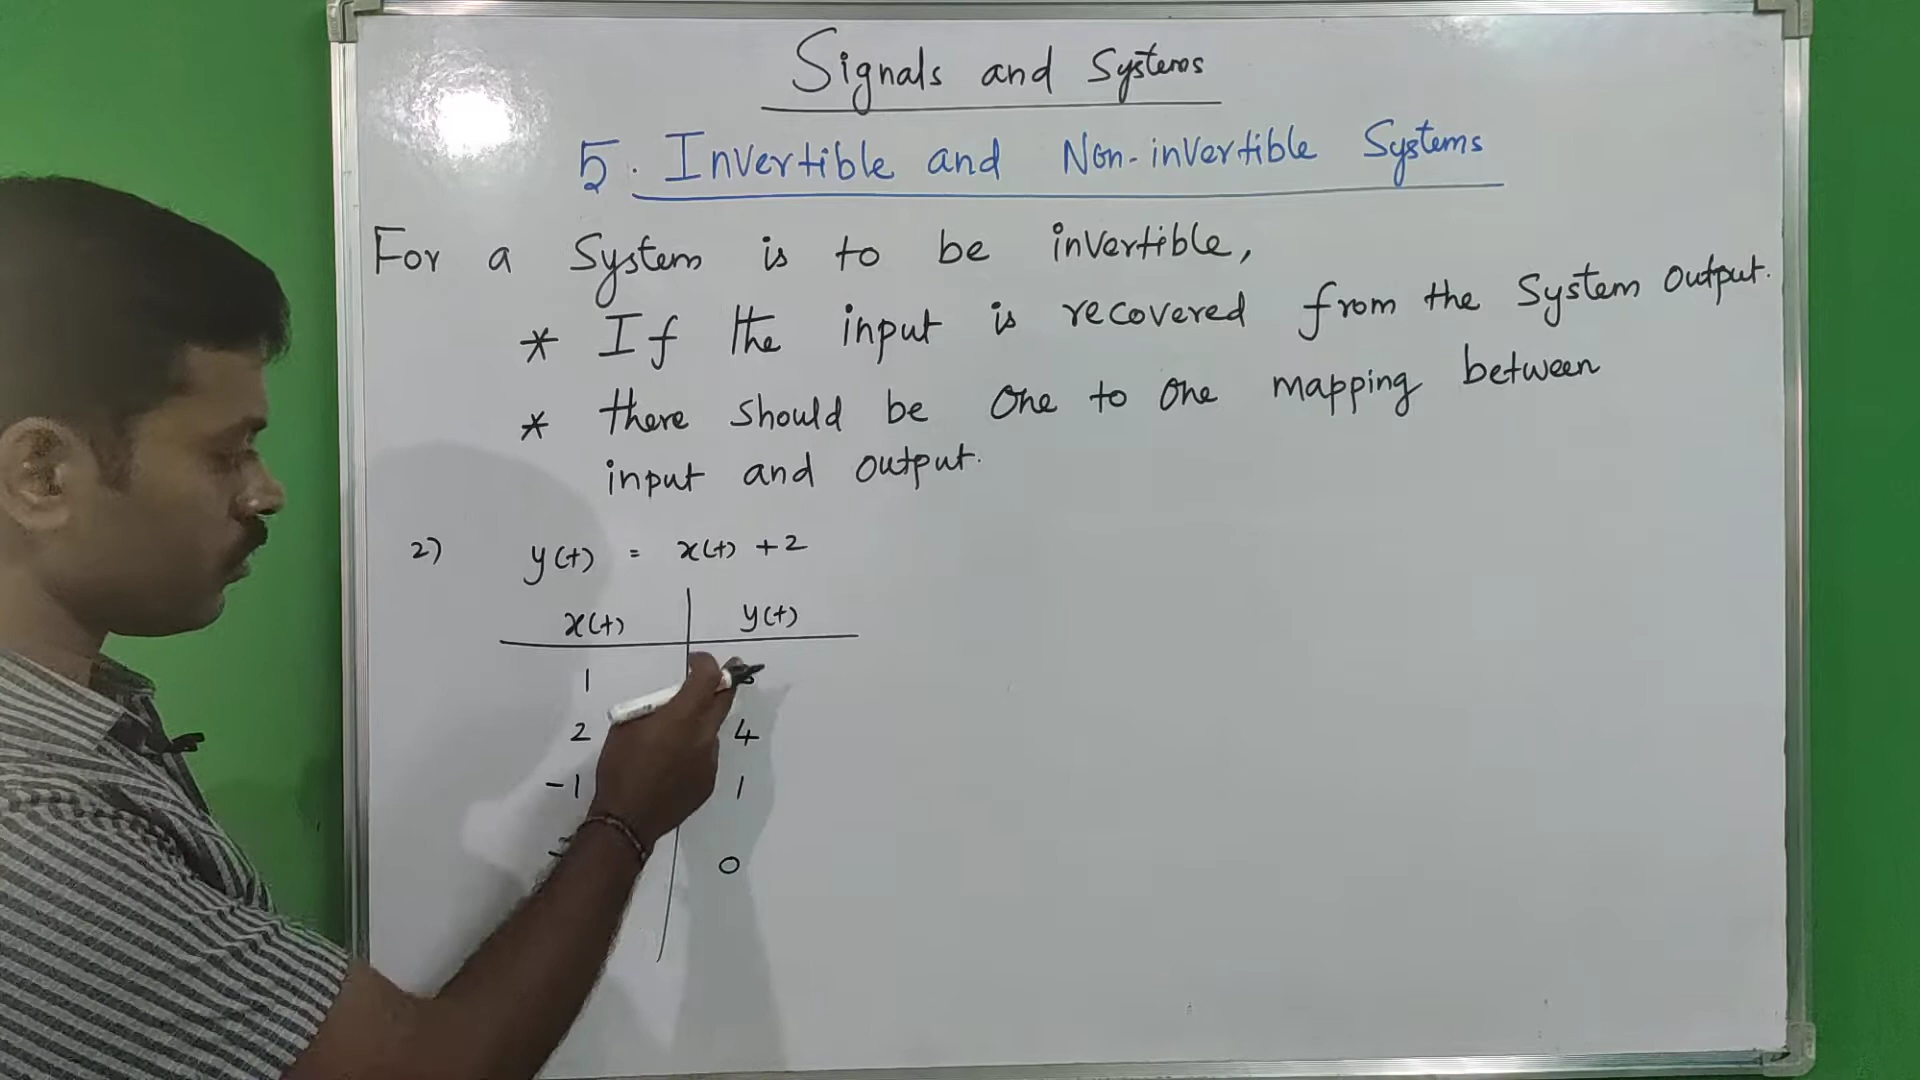 Signals and Systems
5. Invertible and Non-invertible Systems
For a System is to be invertible,
* If the input is recovered from the System output.
* there should be one to one mapping between
input and output.
2) y(t) = x(t) + 2
x(t) y(t)
1
2 4
-1 1
0